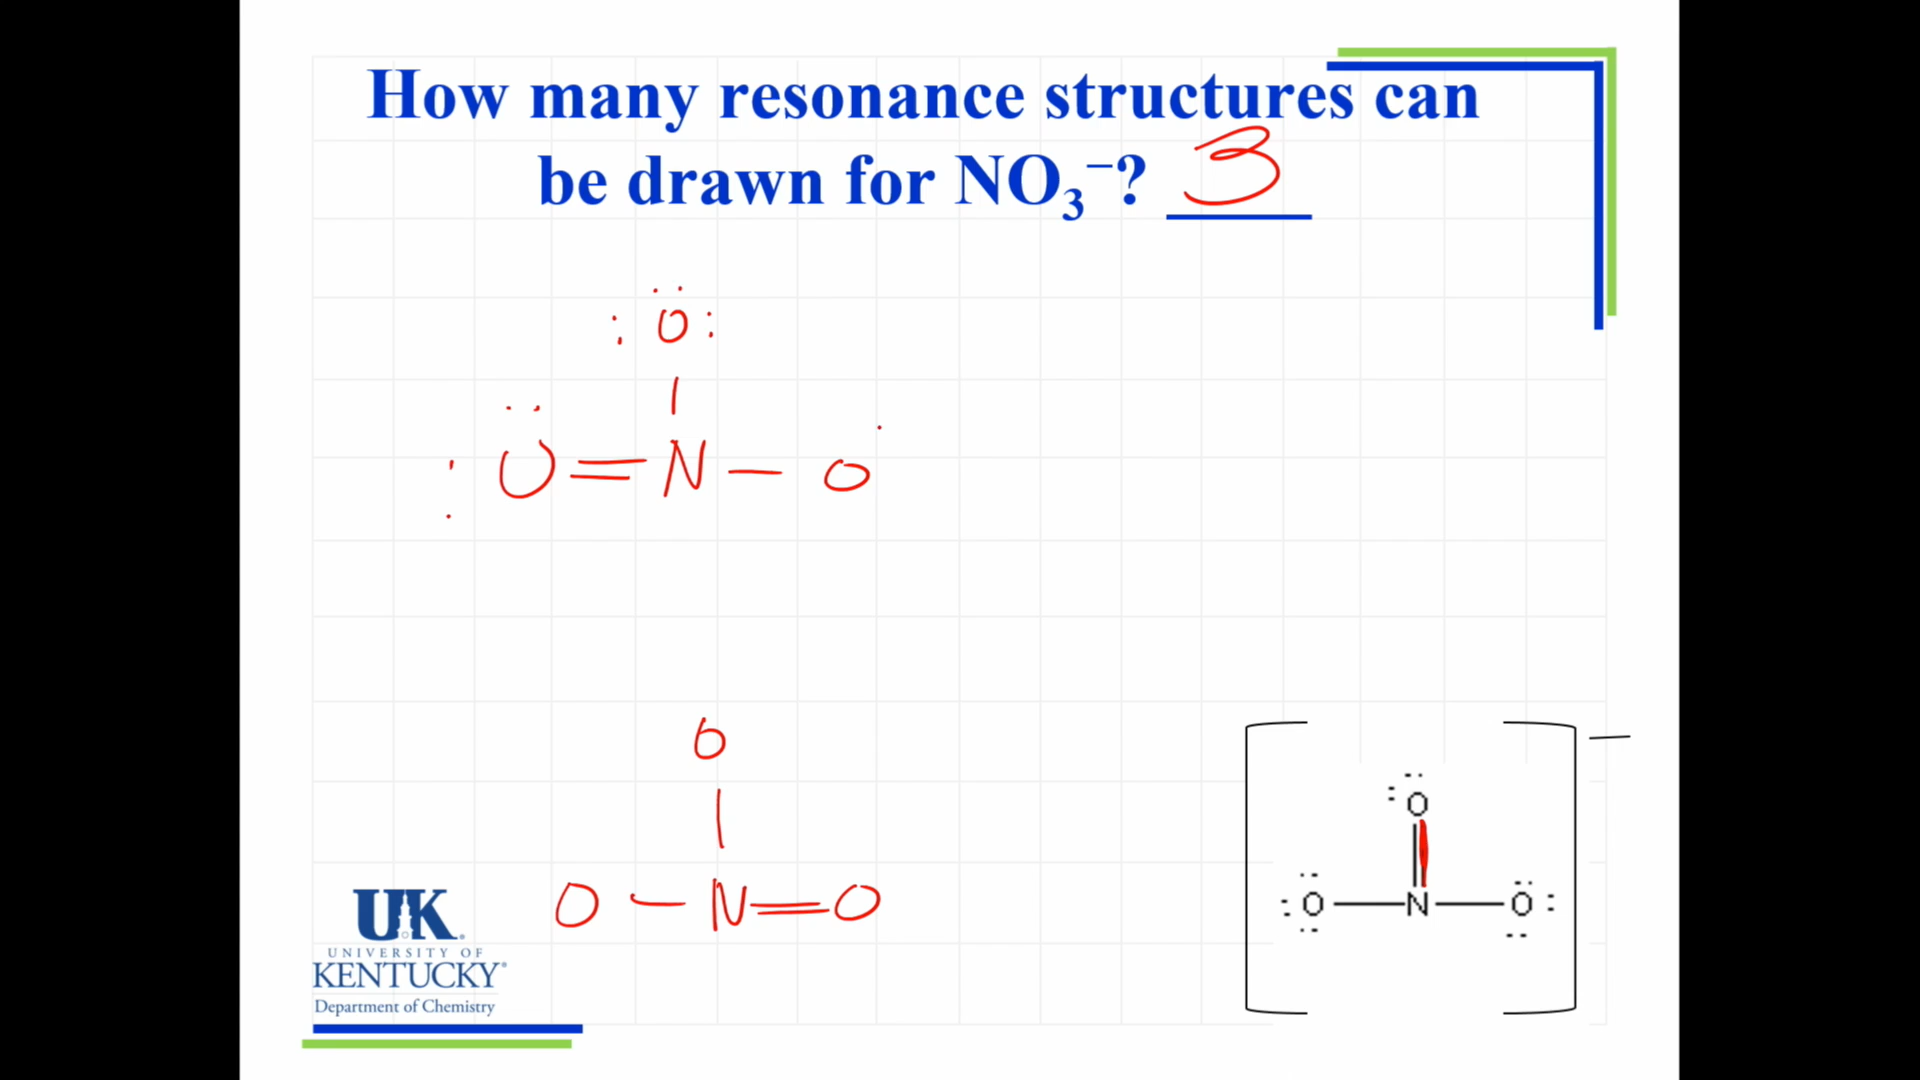 How many resonance structures can
be drawn for NO₃⁻? 3
:Ö:
|
:Ö=N-O
O
|
O-N=O
:Ö
:Ö-N-Ö:
UK
UNIVERSITY OF
KENTUCKY
Department of Chemistry